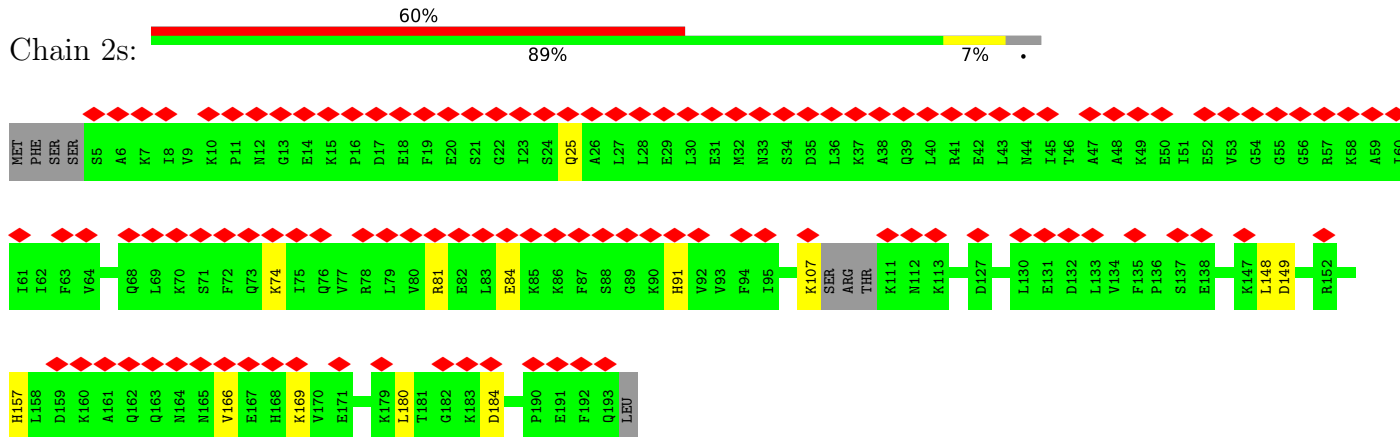 60%
Chain 2s:
89% 7% •
MET PHE SER SER S5 A6 K7 I8 V9 K10 P11 N12 G13 E14 K15 P16 D17 E18 F19 E20 S21 G22 I23 S24 Q25 A26 L27 L28 E29 L30 E31 M32 N33 S34 D35 L36 K37 A38 Q39 L40 R41 E42 L43 N44 I45 T46 A47 A48 K49 E50 I51 E52 V53 G54 G55 G56 R57 K58 A59 I60
I61 I62 F63 V64 Q68 L69 K70 S71 F72 Q73 K74 I75 Q76 V77 R78 L79 V80 R81 E82 L83 E84 K85 K86 F87 S88 G89 K90 H91 V92 V93 F94 I95 K107 SER ARG THR K111 N112 K113 D127 L130 E131 D132 L133 V134 F135 P136 S137 E138 K147 L148 D149 R152
H157 L158 D159 K160 A161 Q162 Q163 N164 N165 V166 E167 H168 K169 V170 E171 K179 L180 T181 G182 K183 D184 P190 E191 F192 Q193 LEU